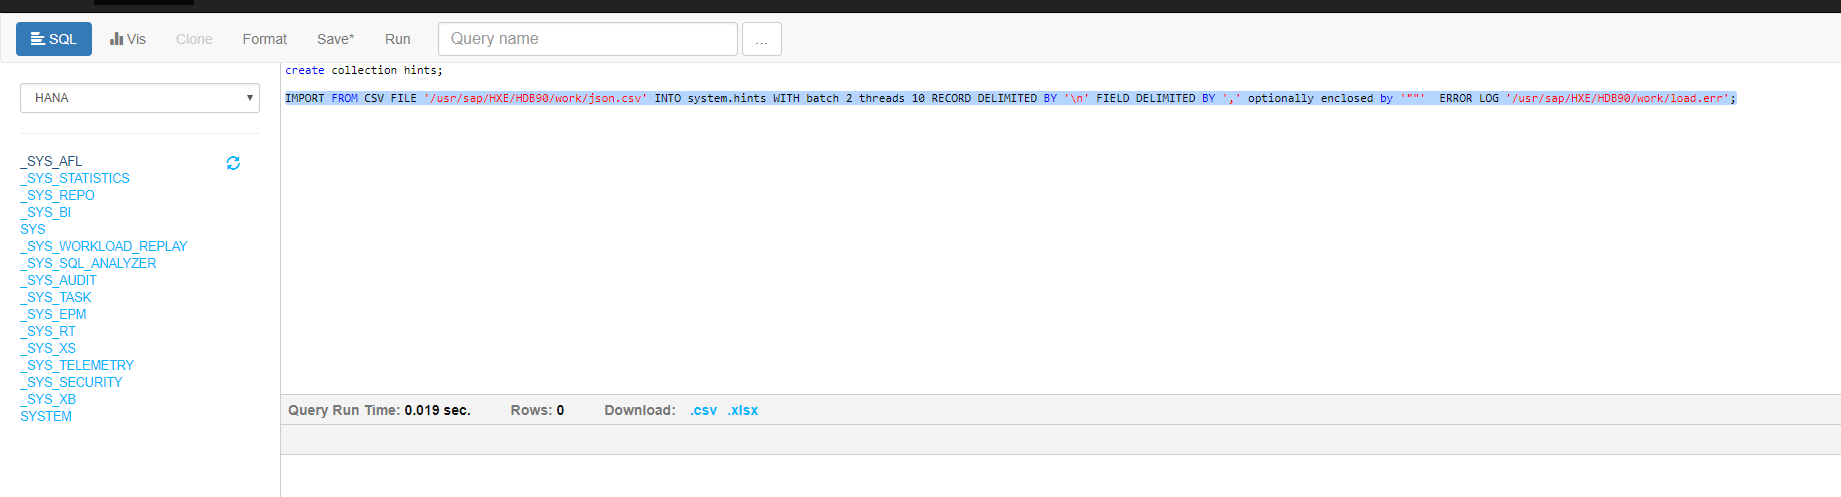 SQL Vis Clone Format Save* Run Query name ...
HANA
_SYS_AFL
_SYS_STATISTICS
_SYS_REPO
_SYS_BI
SYS
_SYS_WORKLOAD_REPLAY
_SYS_SQL_ANALYZER
_SYS_AUDIT
_SYS_TASK
_SYS_EPM
_SYS_RT
_SYS_XS
_SYS_TELEMETRY
_SYS_SECURITY
_SYS_XB
SYSTEM
create collection hints;
IMPORT FROM CSV FILE '/usr/sap/HXE/HDB90/work/json.csv' INTO system.hints WITH batch 2 threads 10 RECORD DELIMITED BY '\n' FIELD DELIMITED BY ',' optionally enclosed by '""' ERROR LOG '/usr/sap/HXE/HDB90/work/load.err';
Query Run Time: 0.019 sec. Rows: 0 Download: .csv .xlsx